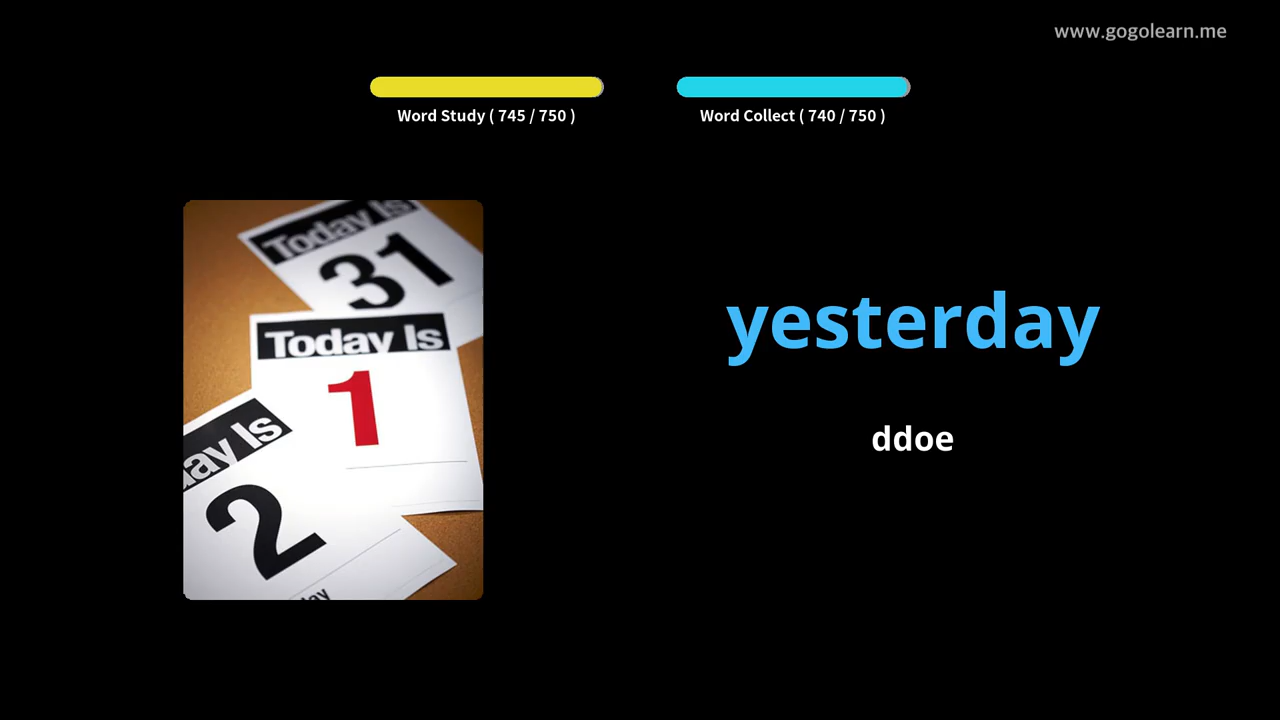 www.gogolearn.me
Word Study ( 745 / 750 )
Word Collect ( 740 / 750 )
Today Is
31
Today Is
1
ay Is
2
day
yesterday
ddoe